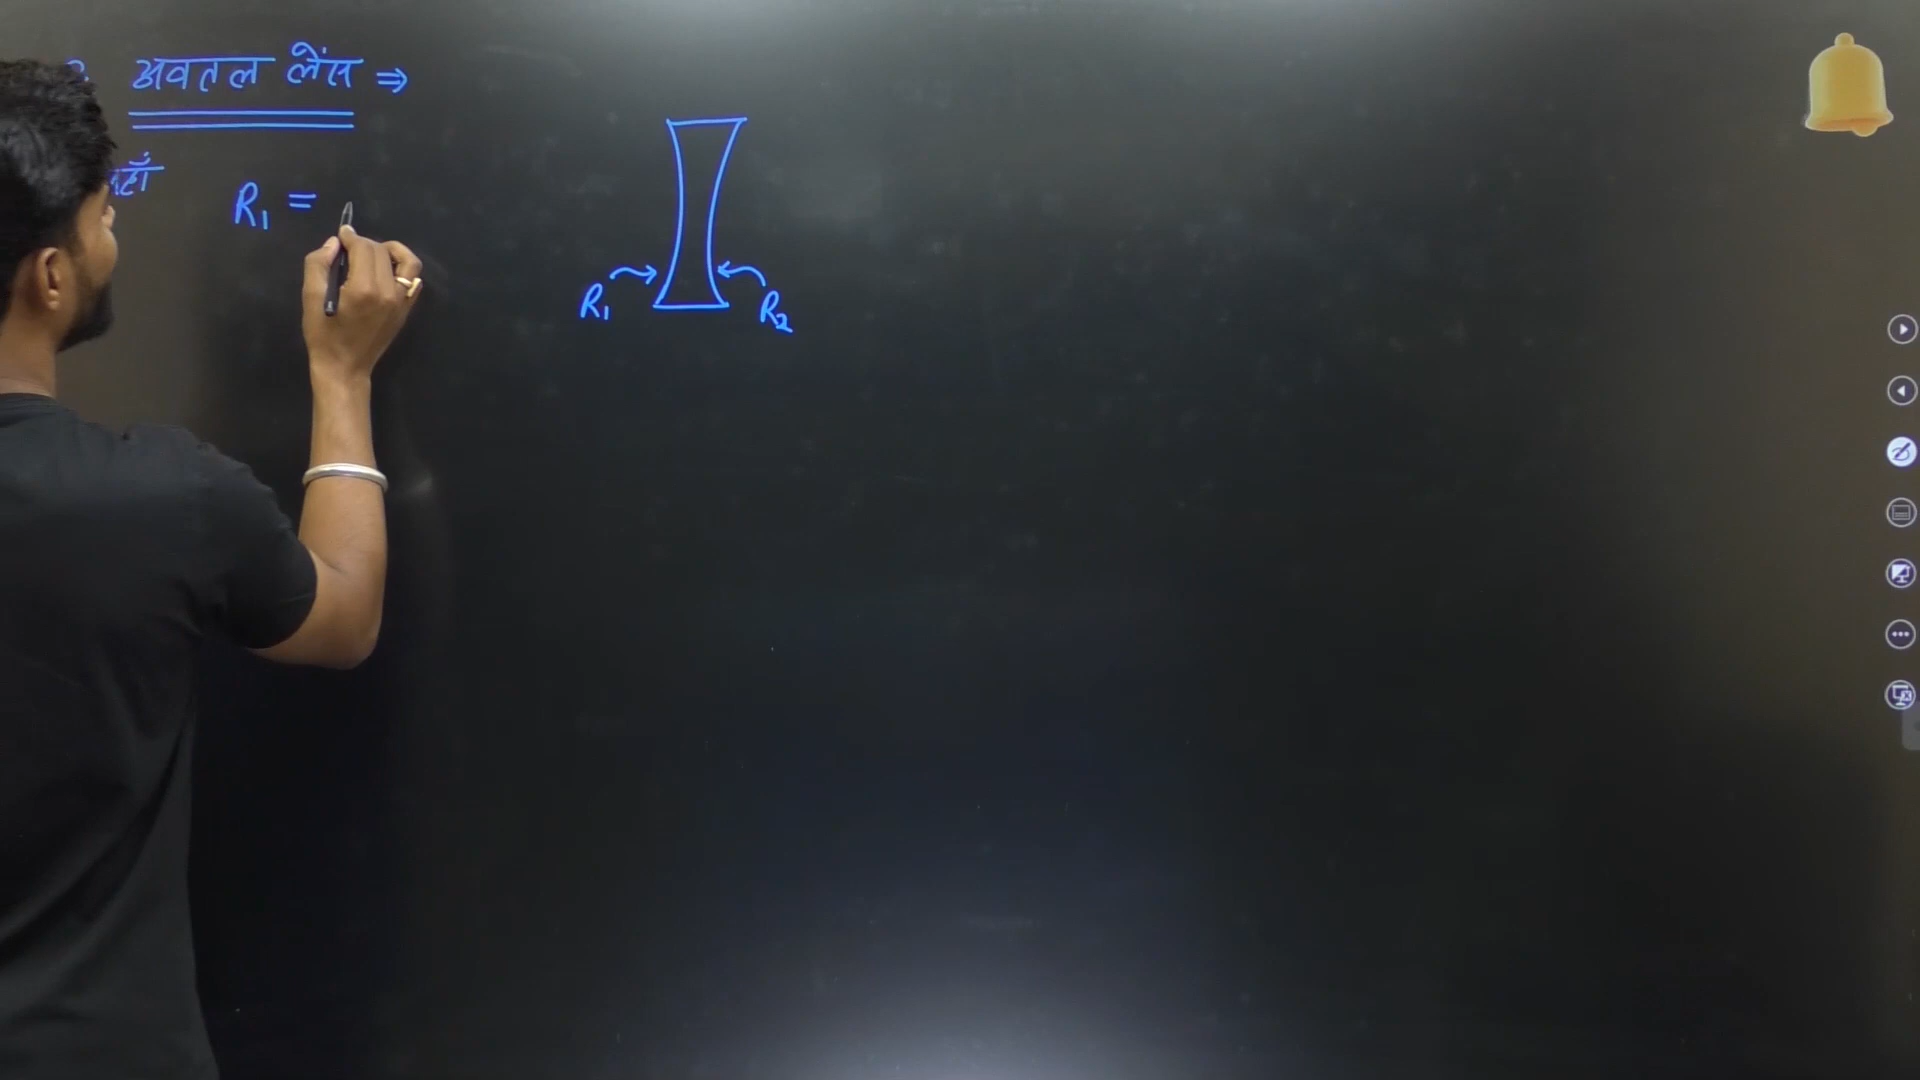 अवतल लेंस ⇒
R₁ =
R₁ R₂